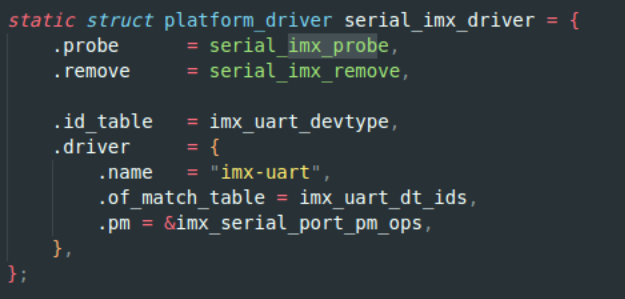 static struct platform_driver serial_imx_driver = {
    .probe      = serial_imx_probe,
    .remove     = serial_imx_remove,

    .id_table   = imx_uart_devtype,
    .driver     = {
        .name   = "imx-uart",
        .of_match_table = imx_uart_dt_ids,
        .pm = &imx_serial_port_pm_ops,
    },
};